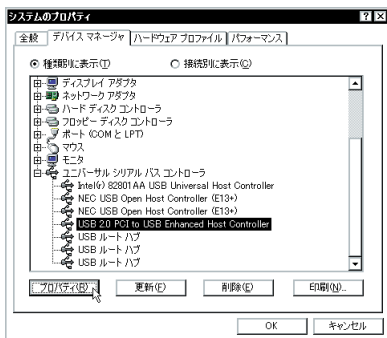 システムのプロパティ
全般 デバイス マネージャ ハードウェア プロファイル パフォーマンス
種類別に表示(T) 接続別に表示(C)
ディスプレイ アダプタ
ネットワーク アダプタ
ハード ディスク コントローラ
フロッピー ディスク コントローラ
ポート (COM と LPT)
マウス
モニタ
ユニバーサル シリアル バス コントローラ
Intel(r) 82801AA USB Universal Host Controller
NEC USB Open Host Controller (E13+)
NEC USB Open Host Controller (E13+)
USB 2.0 PCI to USB Enhanced Host Controller
USB ルート ハブ
USB ルート ハブ
USB ルート ハブ
プロパティ(R) 更新(F) 削除(E) 印刷(N)...
OK キャンセル